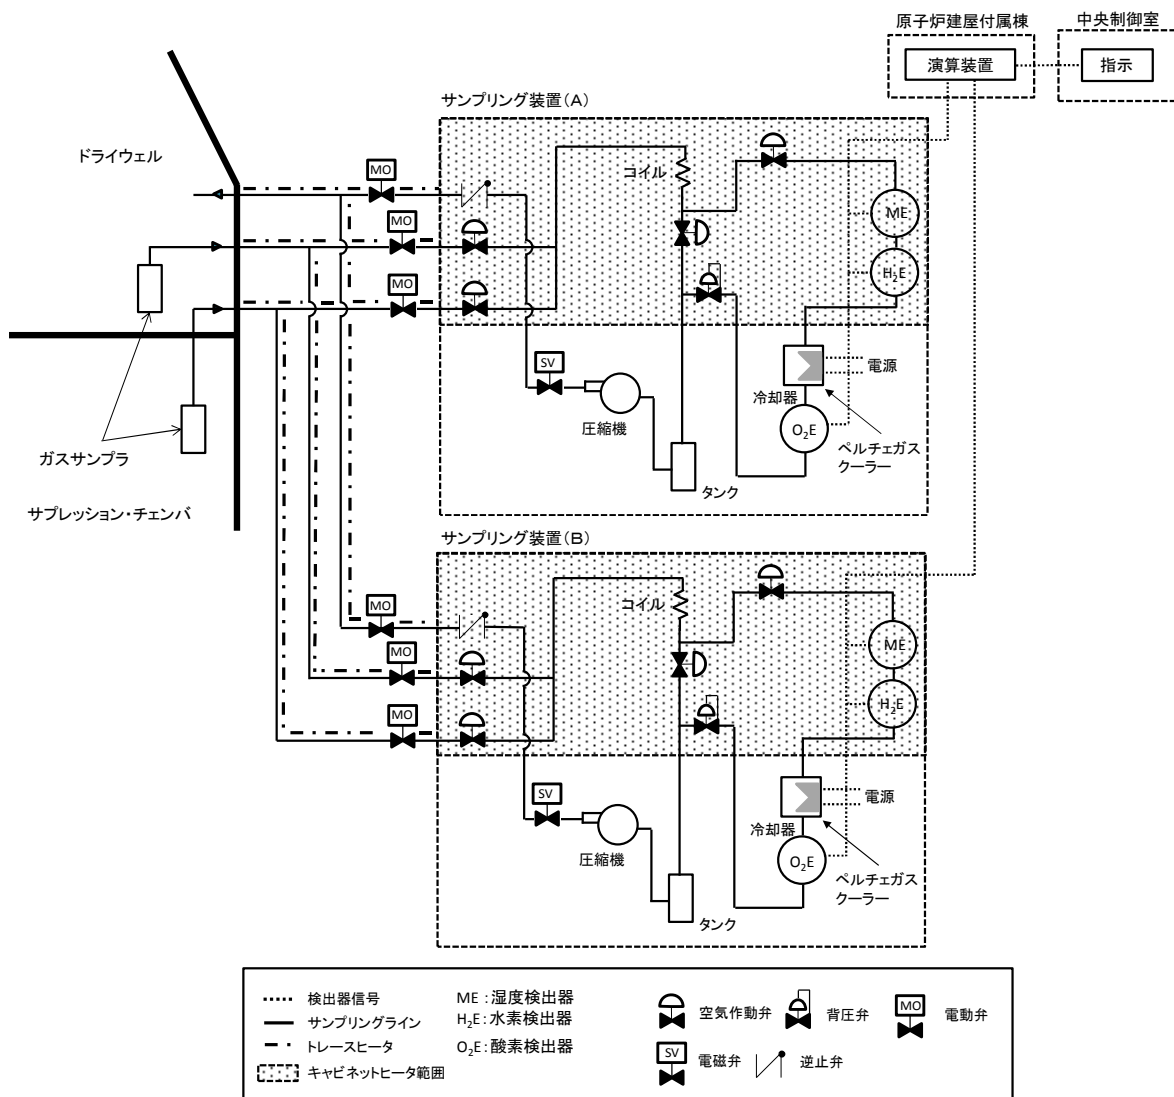 原子炉建屋付属棟
中央制御室
演算装置
指示
サンプリング装置(A)
ドライウェル
MO
コイル
MO
ME
H2E
MO
SV
電源
冷却器
圧縮機
O2E
ペルチェガス
クーラー
ガスサンプラ
タンク
サプレッション・チェンバ
サンプリング装置(B)
MO
コイル
MO
ME
H2E
MO
SV
電源
冷却器
圧縮機
O2E
ペルチェガス
クーラー
タンク
検出器信号
サンプリングライン
トレースヒータ
キャビネットヒータ範囲
ME:湿度検出器
H2E:水素検出器
O2E:酸素検出器
空気作動弁
背圧弁
MO
電動弁
SV
電磁弁
逆止弁